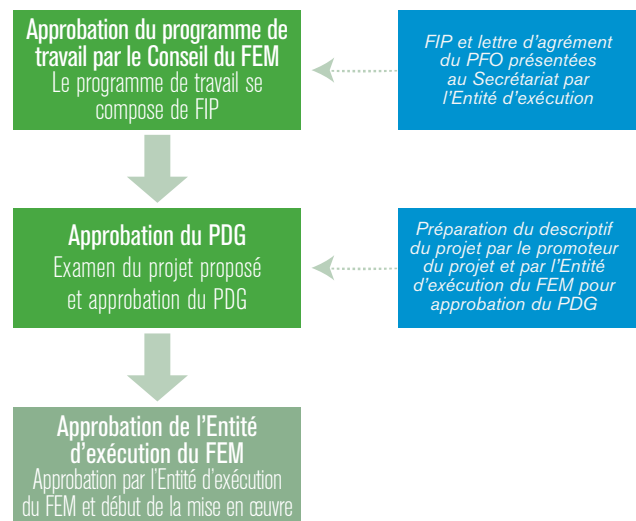 Approbation du programme de
travail par le Conseil du FEM
Le programme de travail se
compose de FIP
FIP et lettre d'agrément
du PFO présentées
au Secrétariat par
l'Entité d'exécution
Approbation du PDG
Examen du projet proposé
et approbation du PDG
Préparation du descriptif
du projet par le promoteur
du projet et par l'Entité
d'exécution du FEM pour
approbation du PDG
Approbation de l'Entité
d'exécution du FEM
Approbation par l'Entité d'exécution
du FEM et début de la mise en œuvre